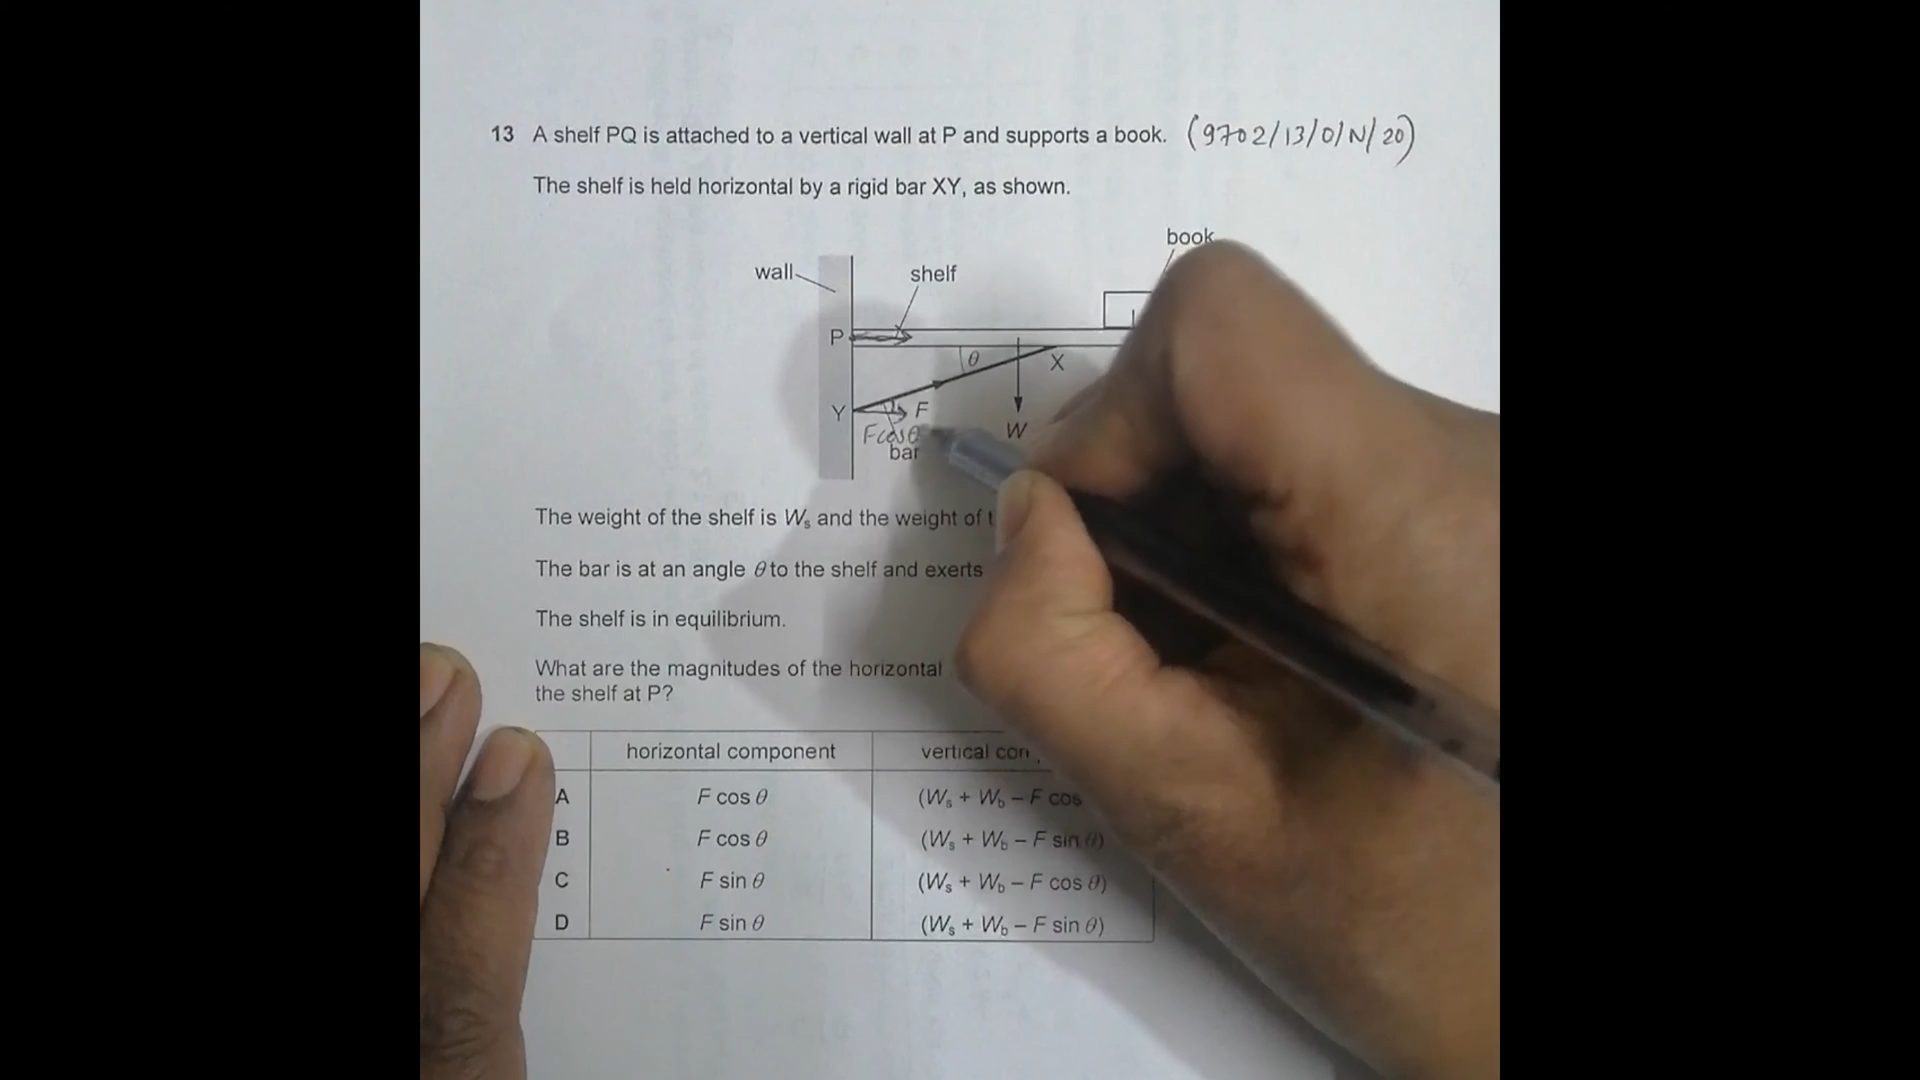 13 A shelf PQ is attached to a vertical wall at P and supports a book. (9702/13/O/N/20)
The shelf is held horizontal by a rigid bar XY, as shown.
book
wall
shelf
P
θ
X
Y
F
W
F cos θ
bar
The weight of the shelf is Ws and the weight of
The bar is at an angle θ to the shelf and exerts
The shelf is in equilibrium.
What are the magnitudes of the horizontal
the shelf at P?
horizontal component vertical
A F cos θ (Ws + Wb – F cos
B F cos θ (Ws + Wb – F sin θ)
C F sin θ (Ws + Wb – F cos θ)
D F sin θ (Ws + Wb – F sin θ)